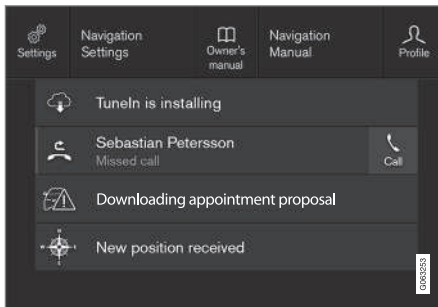 Settings
Navigation
Settings
Owner's
manual
Navigation
Manual
Profile
TuneIn is installing
Sebastian Petersson
Missed call
Call
Downloading appointment proposal
New position received
G063253